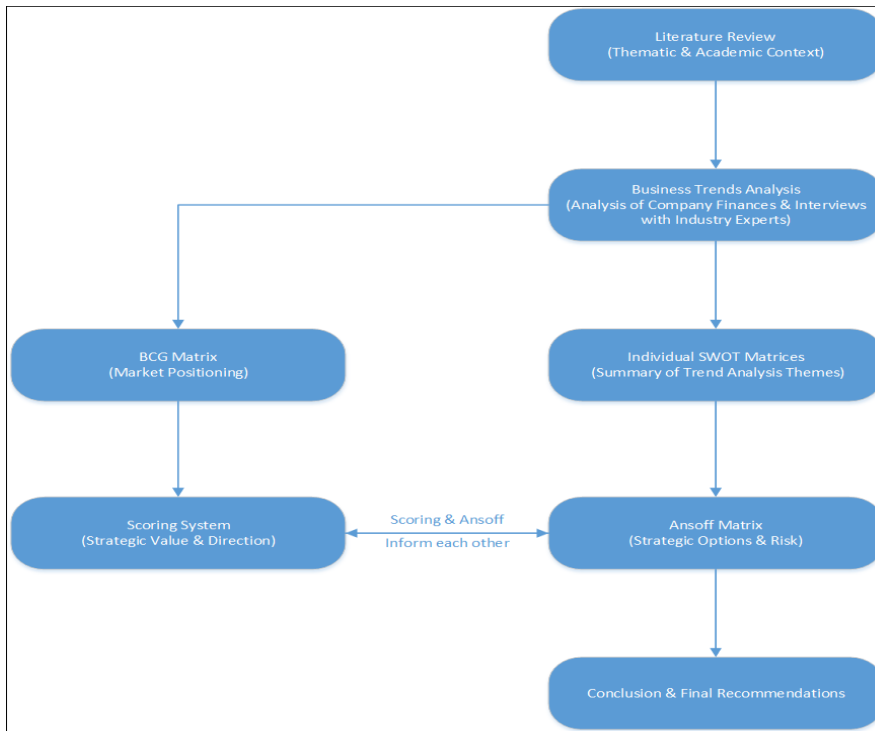 Literature Review
(Thematic & Academic Context)
Business Trends Analysis
(Analysis of Company Finances & Interviews
with Industry Experts)
BCG Matrix
(Market Positioning)
Individual SWOT Matrices
(Summary of Trend Analysis Themes)
Scoring System
(Strategic Value & Direction)
Scoring & Ansoff
Inform each other
Ansoff Matrix
(Strategic Options & Risk)
Conclusion & Final Recommendations